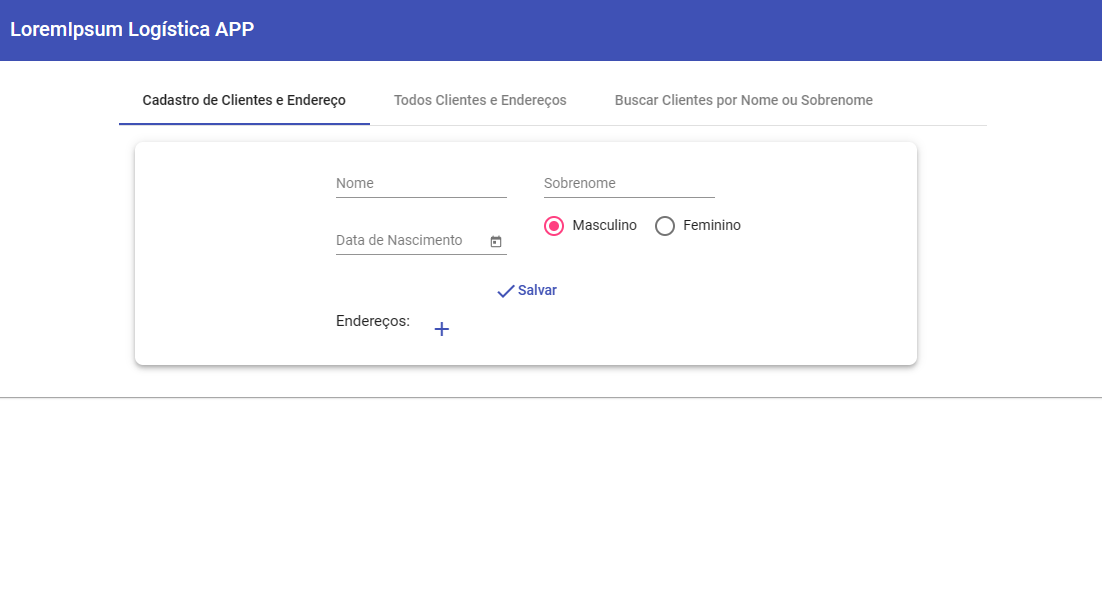 LoremIpsum Logística APP
Cadastro de Clientes e Endereço
Todos Clientes e Endereços
Buscar Clientes por Nome ou Sobrenome
Nome
Sobrenome
Masculino
Feminino
Data de Nascimento
Salvar
Endereços: